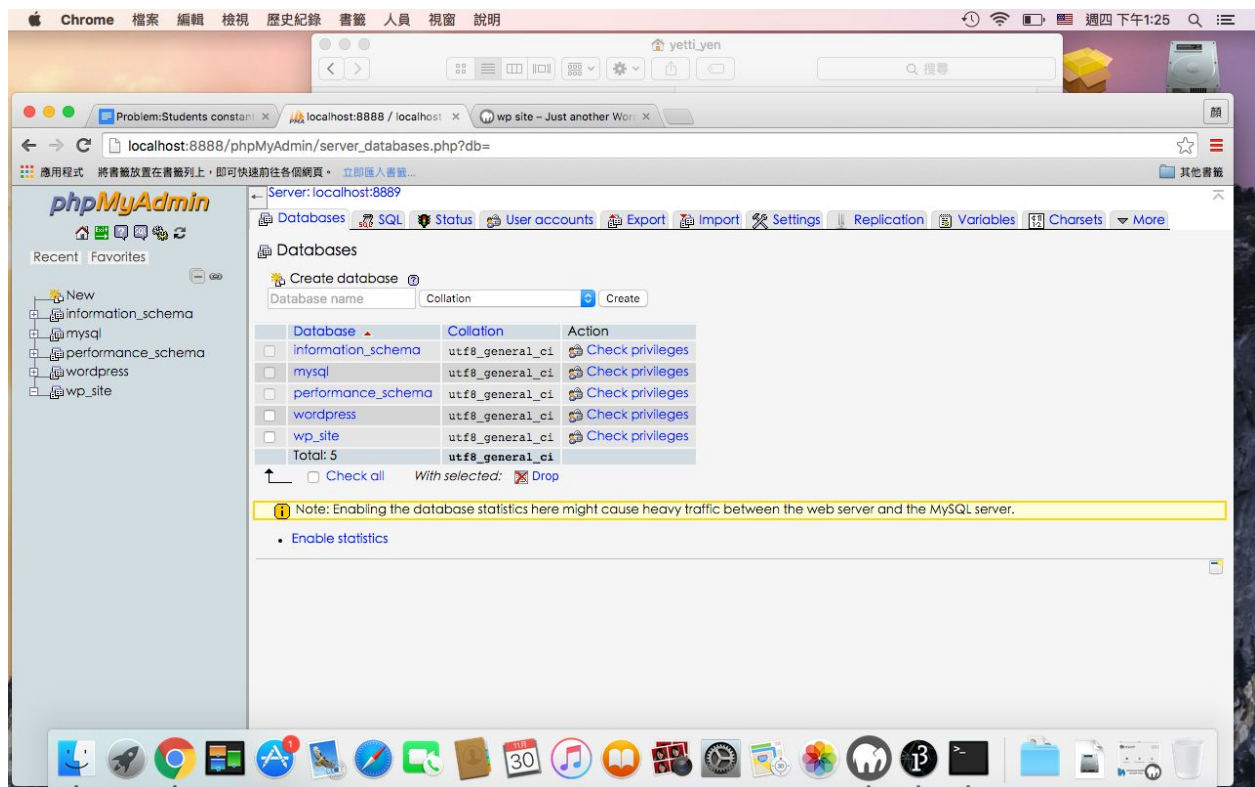 Chrome 檔案 編輯 檢視 歷史紀錄 書籤 人員 視窗 說明 週四 下午1:25
yetti_yen
搜尋
Problem:Students constan localhost:8888 / localhost wp site – Just another Wor 顏
localhost:8888/phpMyAdmin/server_databases.php?db=
應用程式 將書籤放置在書籤列上,即可快速前往各個網頁。 立即匯入書籤... 其他書籤
phpMyAdmin
Recent Favorites
New
information_schema
mysql
performance_schema
wordpress
wp_site
Server: localhost:8889
Databases SQL Status User accounts Export Import Settings Replication Variables Charsets More
Databases
Create database
Database name Collation Create
Database Collation Action
information_schema utf8_general_ci Check privileges
mysql utf8_general_ci Check privileges
performance_schema utf8_general_ci Check privileges
wordpress utf8_general_ci Check privileges
wp_site utf8_general_ci Check privileges
Total: 5 utf8_general_ci
Check all With selected: Drop
Note: Enabling the database statistics here might cause heavy traffic between the web server and the MySQL server.
Enable statistics
1
11月
30